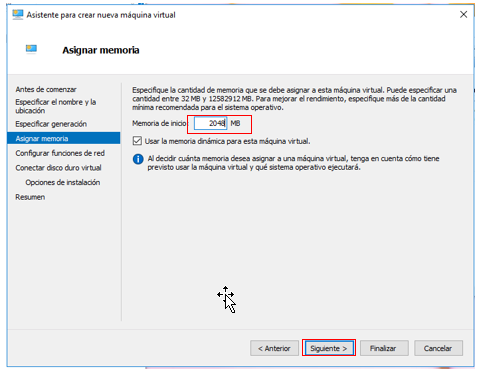 Asistente para crear nueva máquina virtual
Asignar memoria
Antes de comenzar
Especificar el nombre y la
ubicación
Especificar generación
Asignar memoria
Configurar funciones de red
Conectar disco duro virtual
Opciones de instalación
Resumen
Especifique la cantidad de memoria que se debe asignar a esta máquina virtual. Puede especificar una
cantidad entre 32 MB y 12582912 MB. Para mejorar el rendimiento, especifique más de la cantidad
mínima recomendada para el sistema operativo.
Memoria de inicio: 2048 MB
Usar la memoria dinámica para esta máquina virtual.
Al decidir cuánta memoria desea asignar a una máquina virtual, tenga en cuenta cómo tiene
previsto usar la máquina virtual y qué sistema operativo ejecutará.
< Anterior
Siguiente >
Finalizar
Cancelar